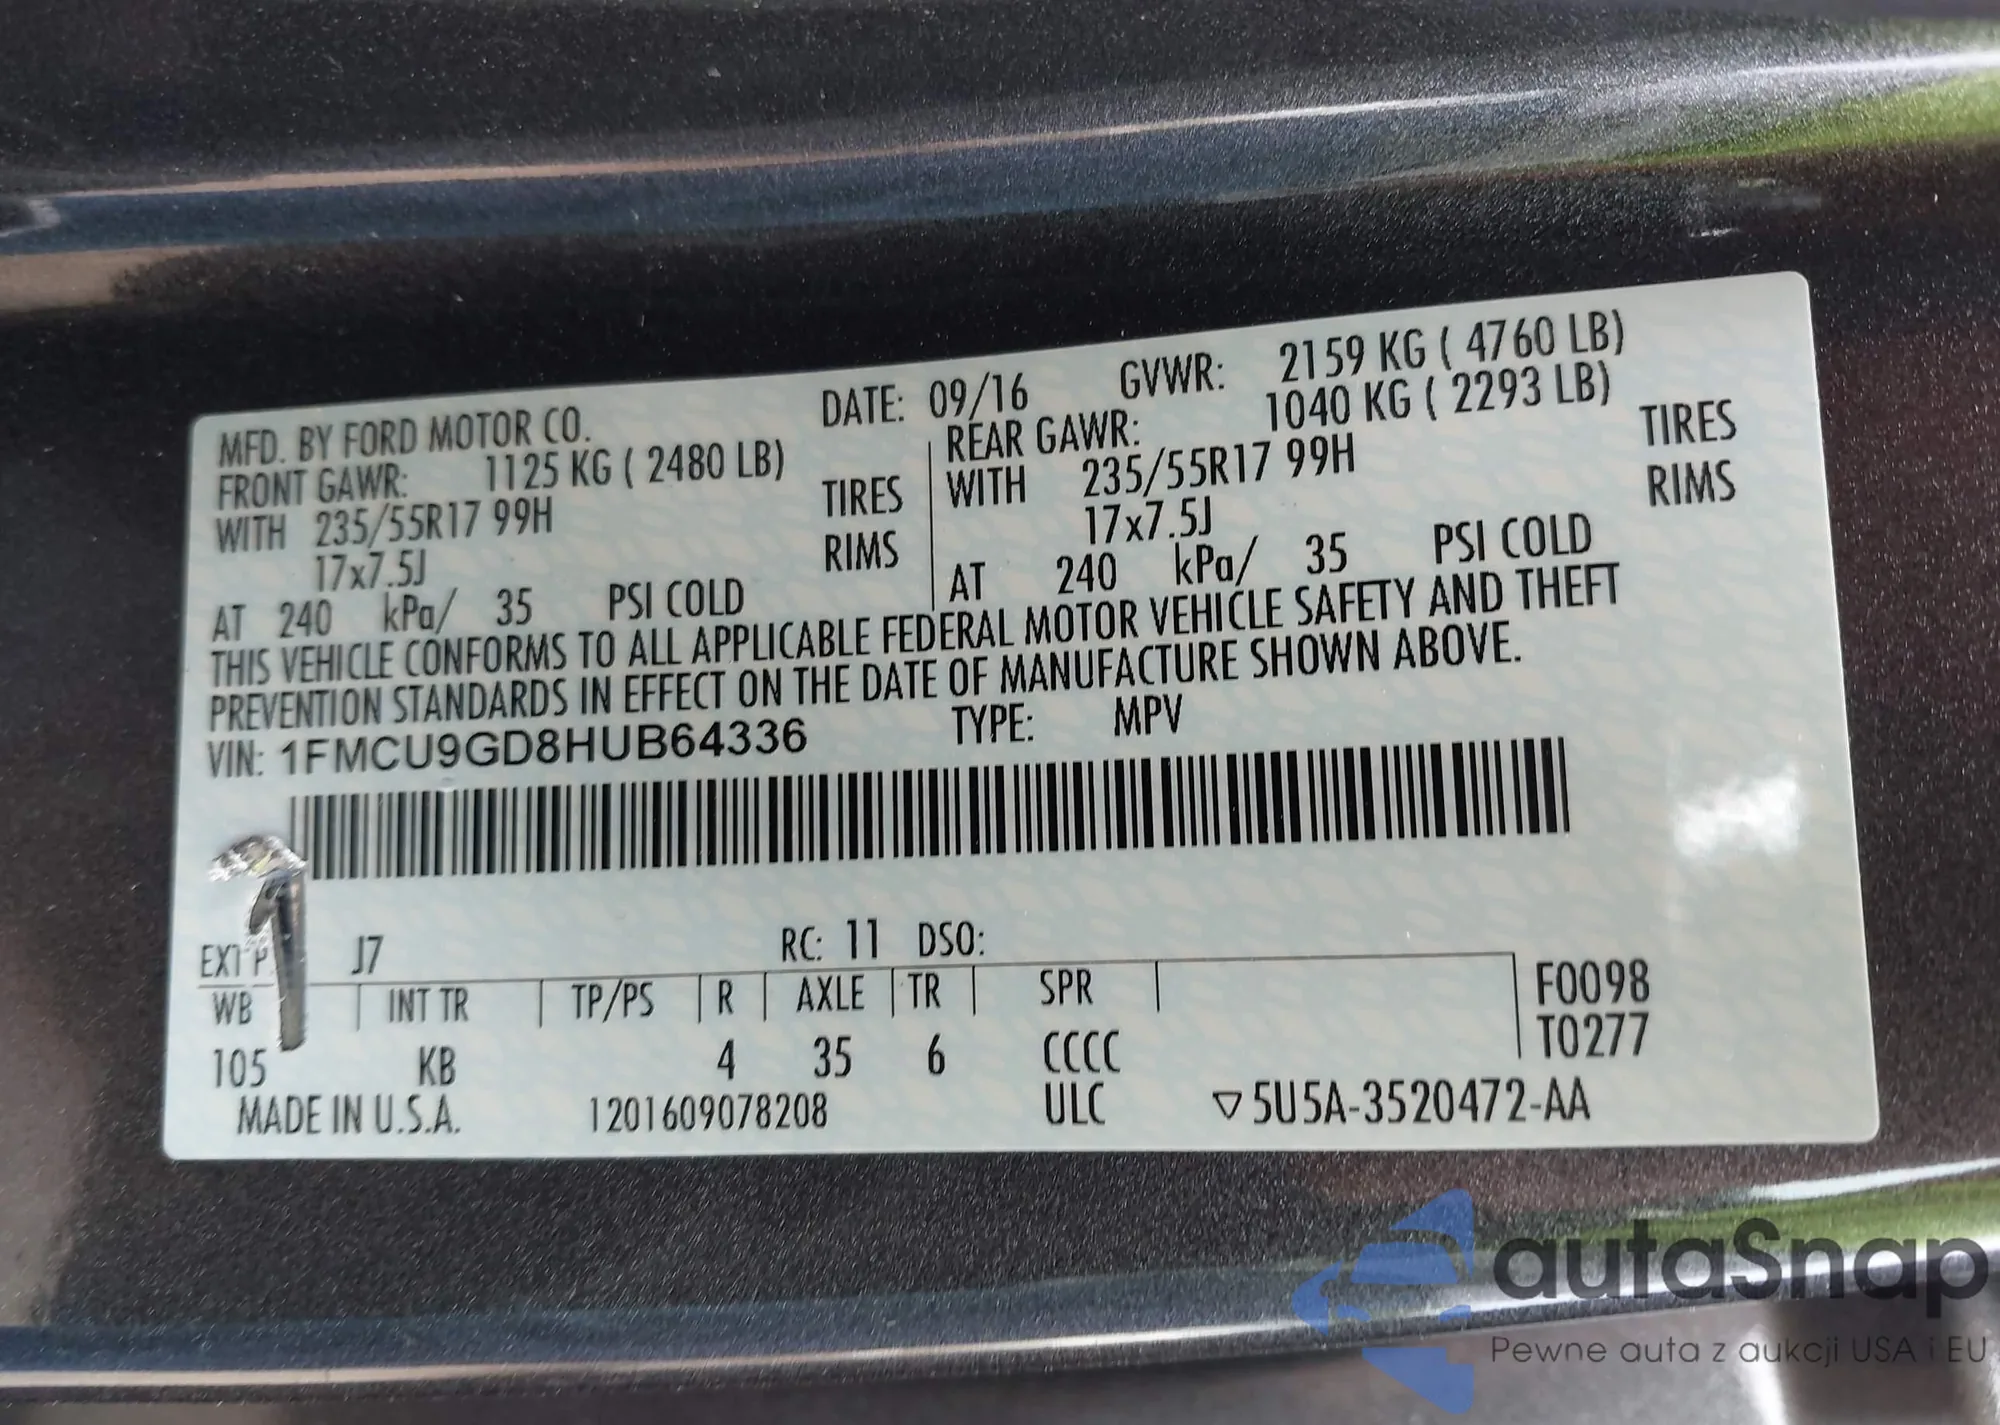 MFD. BY FORD MOTOR CO. DATE: 09/16 GVWR: 2159 KG ( 4760 LB)
FRONT GAWR: 1125 KG ( 2480 LB) REAR GAWR: 1040 KG ( 2293 LB)
WITH 235/55R17 99H TIRES WITH 235/55R17 99H TIRES
17x7.5J RIMS 17x7.5J RIMS
AT 240 kPa/ 35 PSI COLD AT 240 kPa/ 35 PSI COLD
THIS VEHICLE CONFORMS TO ALL APPLICABLE FEDERAL MOTOR VEHICLE SAFETY AND THEFT
PREVENTION STANDARDS IN EFFECT ON THE DATE OF MANUFACTURE SHOWN ABOVE.
VIN: 1FMCU9GD8HUB64336 TYPE: MPV
EXT P J7 RC: 11 DSO:
WB INT TR TP/PS R AXLE TR SPR F0098
105 KB 4 35 6 CCCC T0277
MADE IN U.S.A. 1201609078208 ULC ▽5U5A-3520472-AA
autaSnap
Pewne auta z aukcji USA i EU